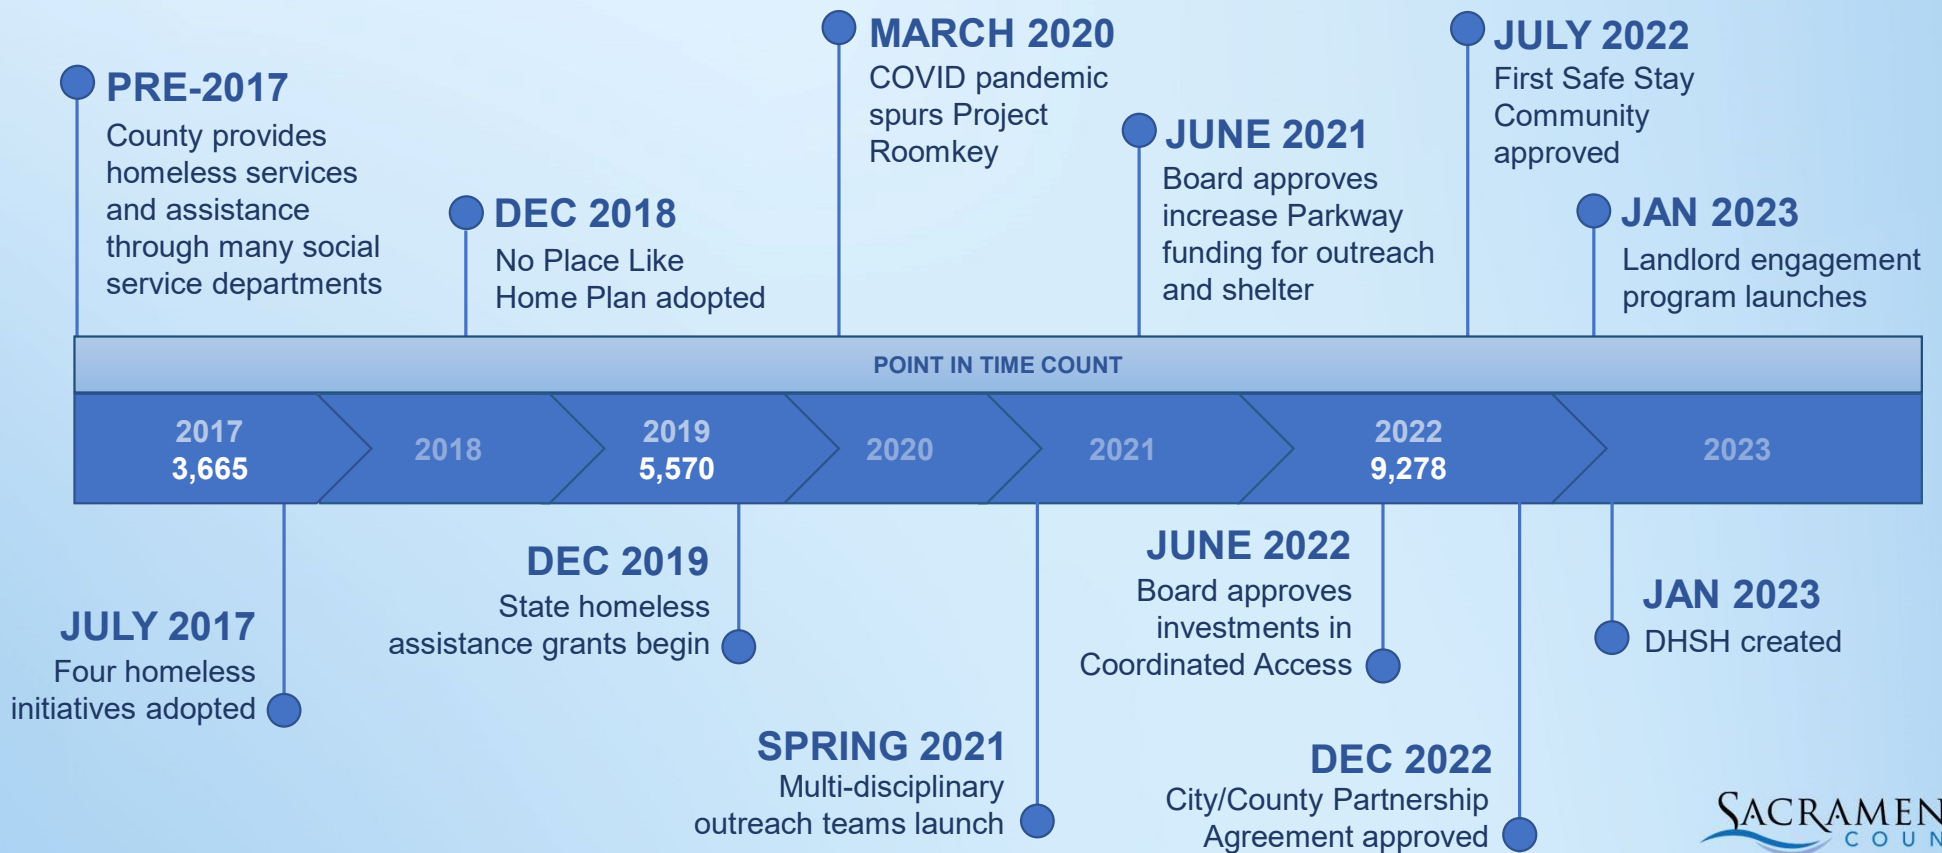 PRE-2017
County provides
homeless services
and assistance
through many social
service departments
DEC 2018
No Place Like
Home Plan adopted
MARCH 2020
COVID pandemic
spurs Project
Roomkey
JUNE 2021
Board approves
increase Parkway
funding for outreach
and shelter
JULY 2022
First Safe Stay
Community
approved
JAN 2023
Landlord engagement
program launches
POINT IN TIME COUNT
2017
3,665
2018
2019
5,570
2020
2021
2022
9,278
2023
JULY 2017
Four homeless
initiatives adopted
DEC 2019
State homeless
assistance grants begin
SPRING 2021
Multi-disciplinary
outreach teams launch
JUNE 2022
Board approves
investments in
Coordinated Access
DEC 2022
City/County Partnership
Agreement approved
JAN 2023
DHSH created
SACRAMEN
COUN